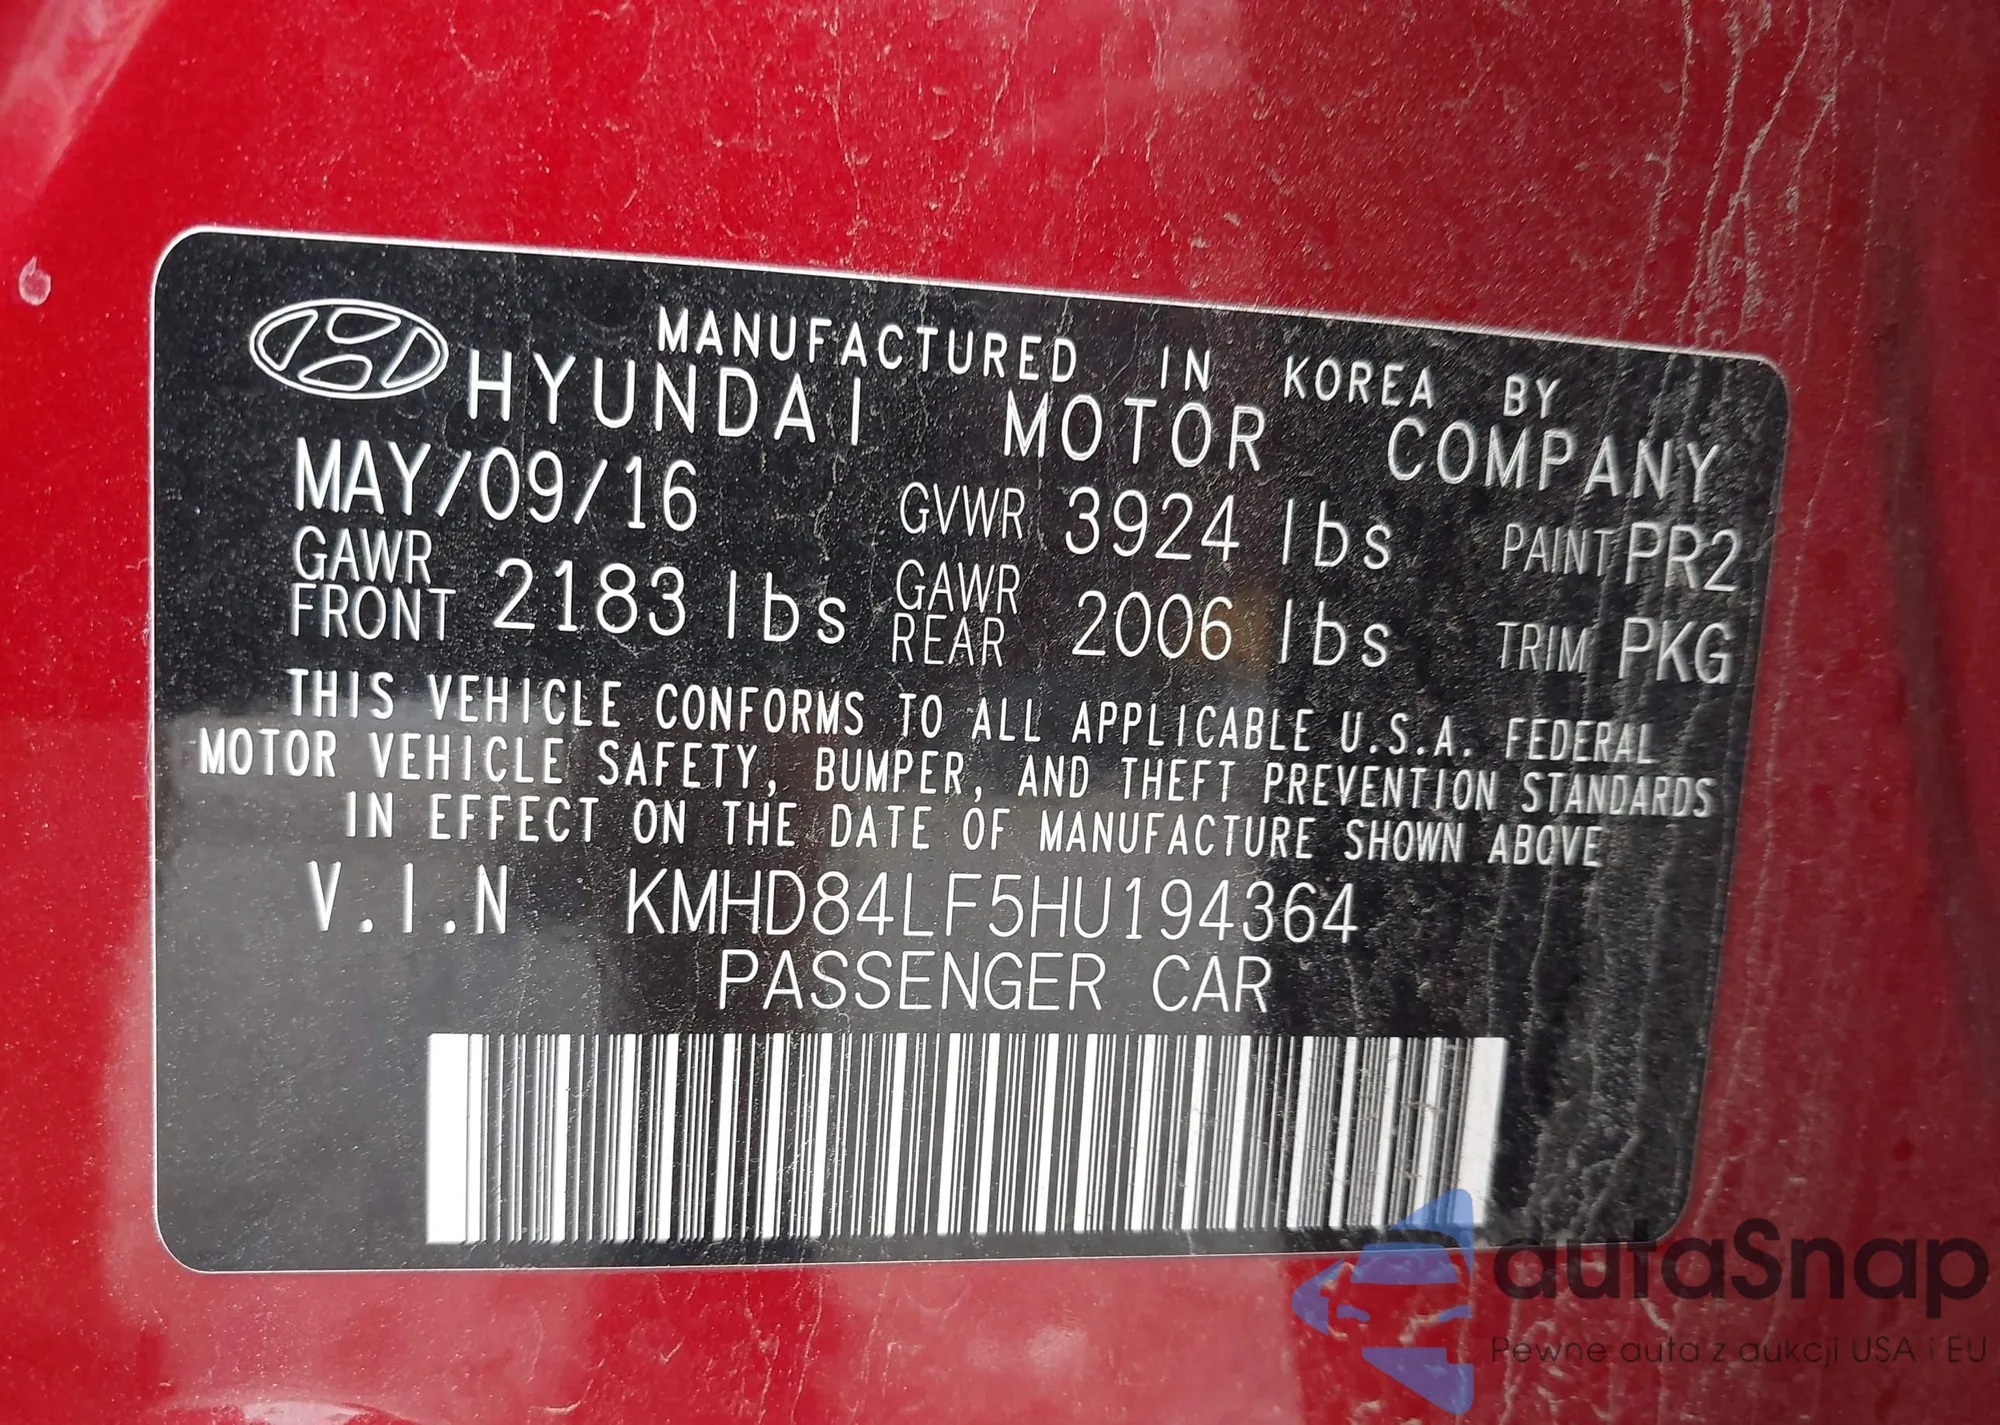 MANUFACTURED IN KOREA BY
HYUNDAI MOTOR COMPANY
MAY/09/16 GVWR 3924 lbs PAINT PR2
GAWR FRONT 2183 lbs GAWR REAR 2006 lbs TRIM PKG
THIS VEHICLE CONFORMS TO ALL APPLICABLE U.S.A. FEDERAL
MOTOR VEHICLE SAFETY, BUMPER, AND THEFT PREVENTION STANDARDS
IN EFFECT ON THE DATE OF MANUFACTURE SHOWN ABOVE
V.I.N KMHD84LF5HU194364
PASSENGER CAR
autaSnap
Pewne auta z aukcji USA i EU